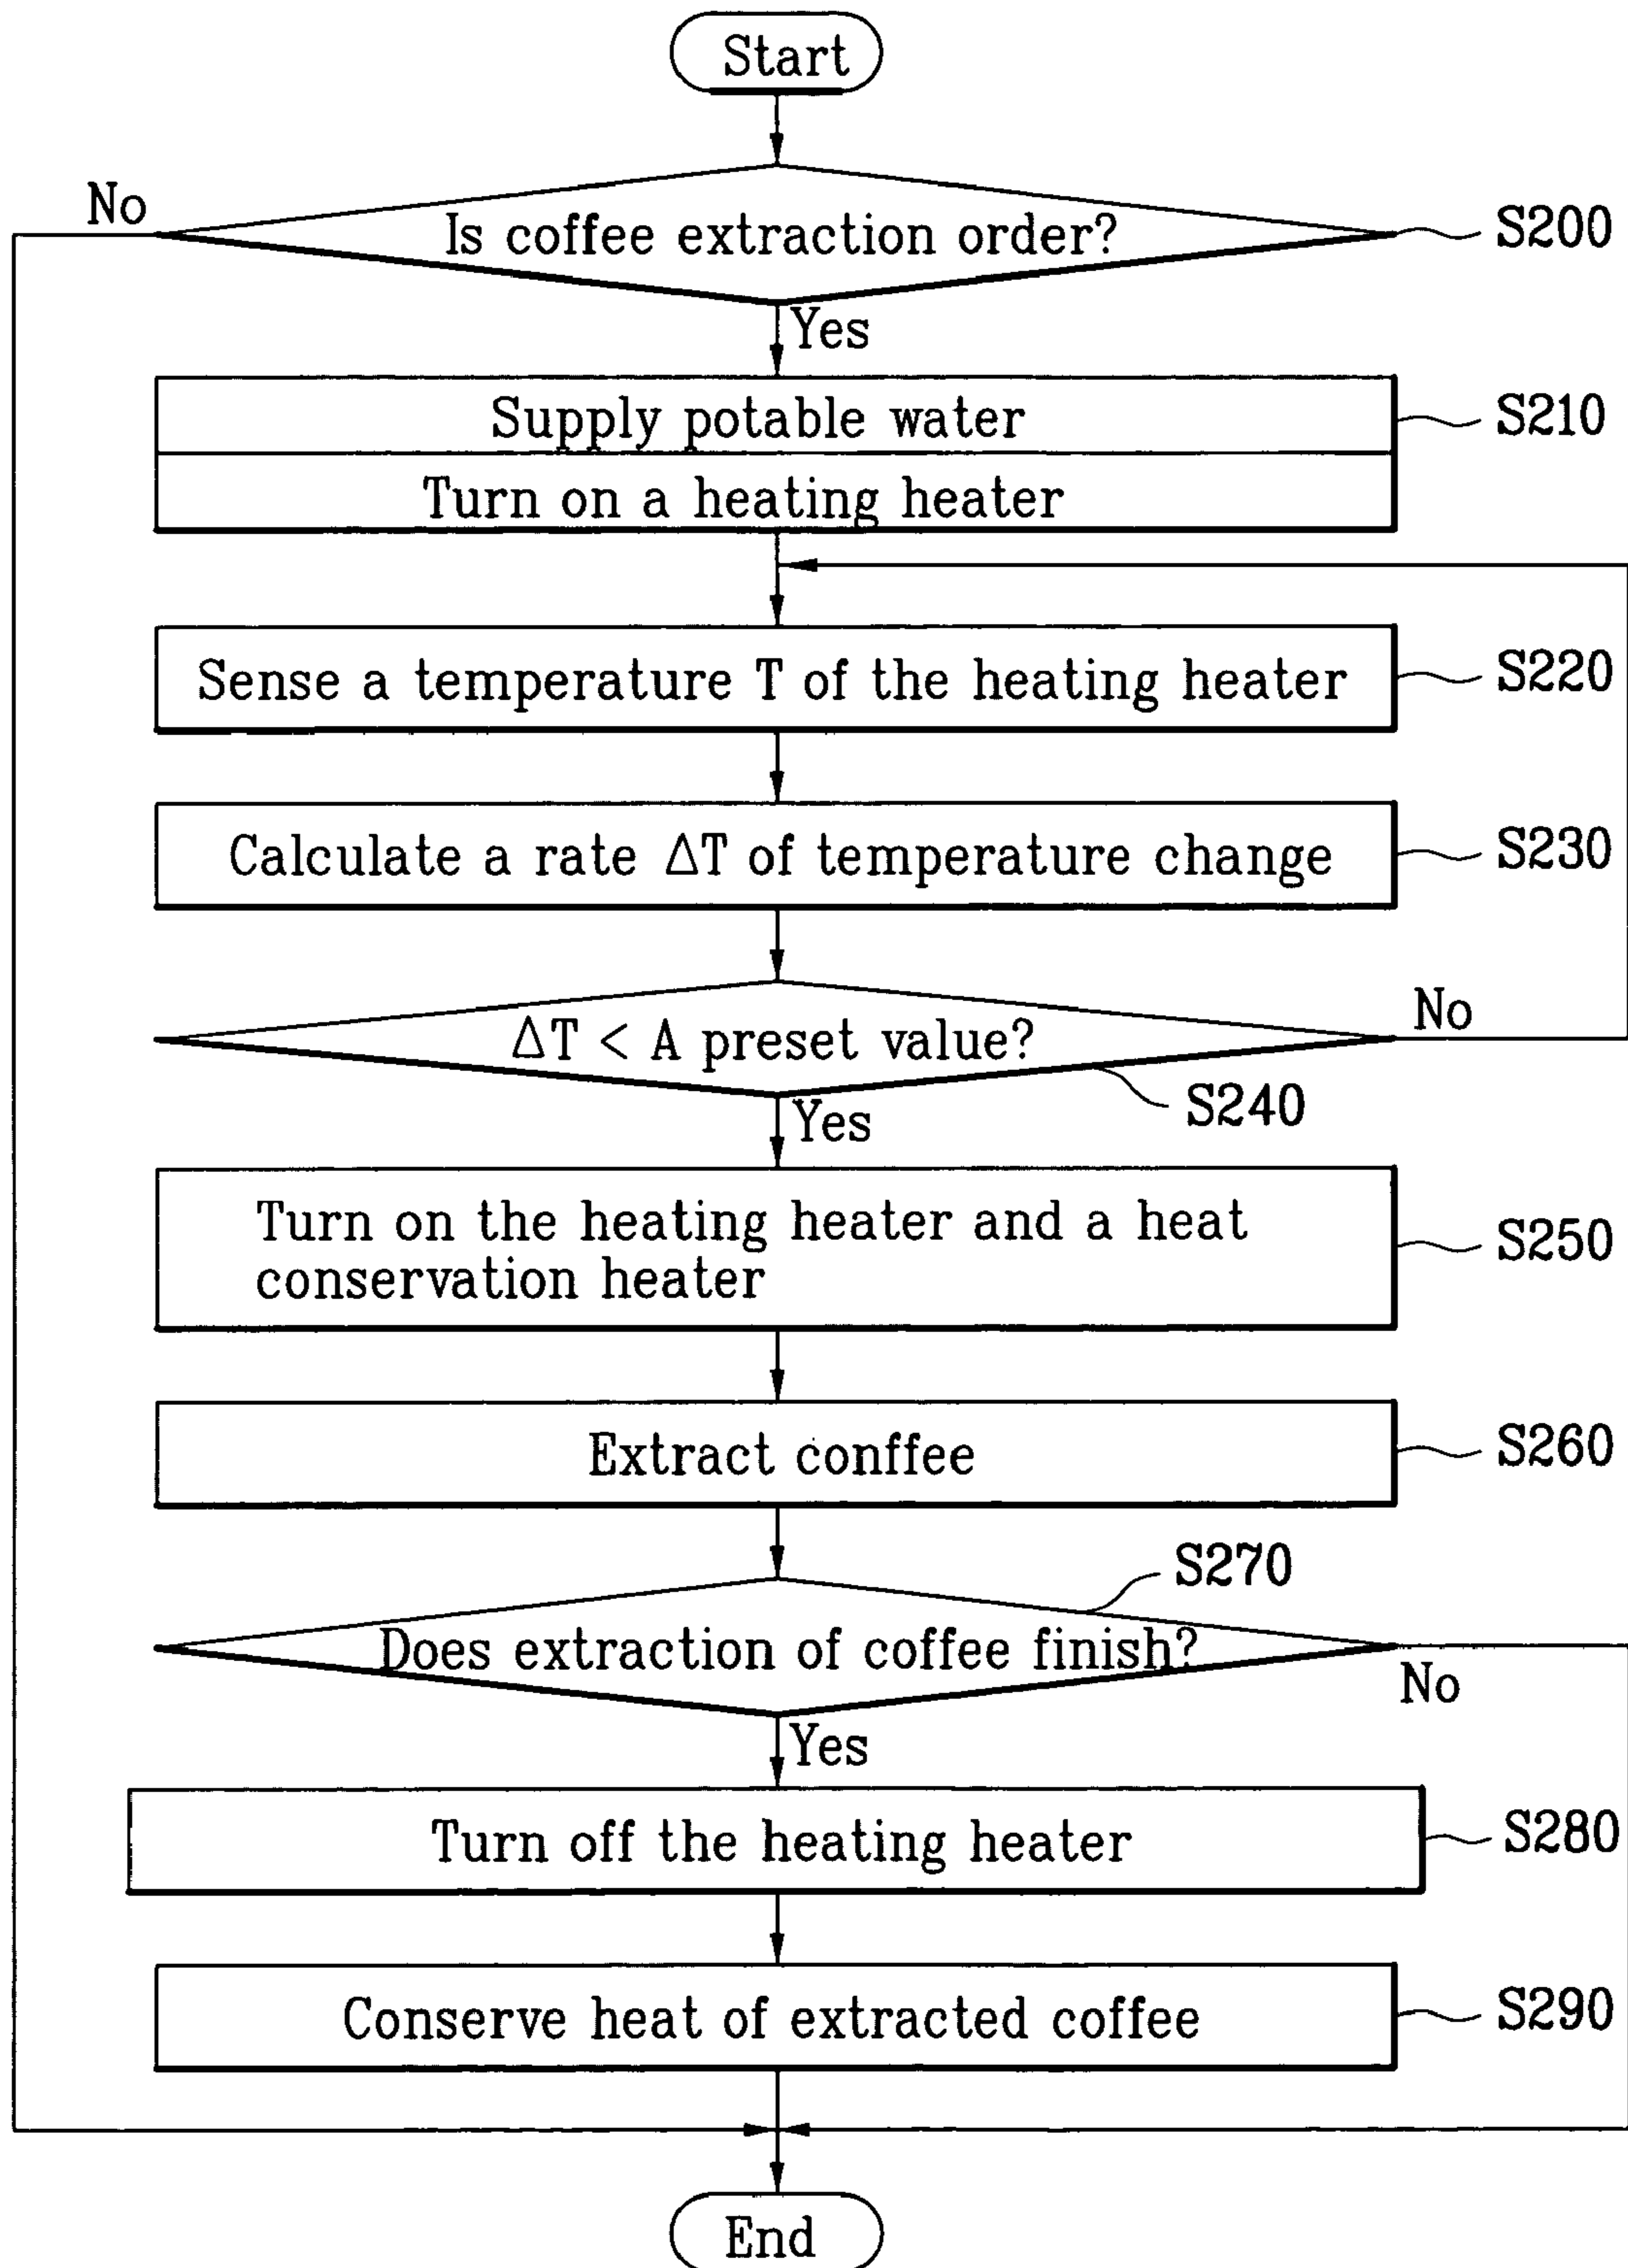 Start
No
Is coffee extraction order?
S200
Yes
Supply potable water
S210
Turn on a heating heater
Sense a temperature T of the heating heater
S220
Calculate a rate ΔT of temperature change
S230
No
ΔT < A preset value?
S240
Yes
Turn on the heating heater and a heat
conservation heater
S250
Extract conffee
S260
S270
Does extraction of coffee finish?
No
Yes
Turn off the heating heater
S280
Conserve heat of extracted coffee
S290
End